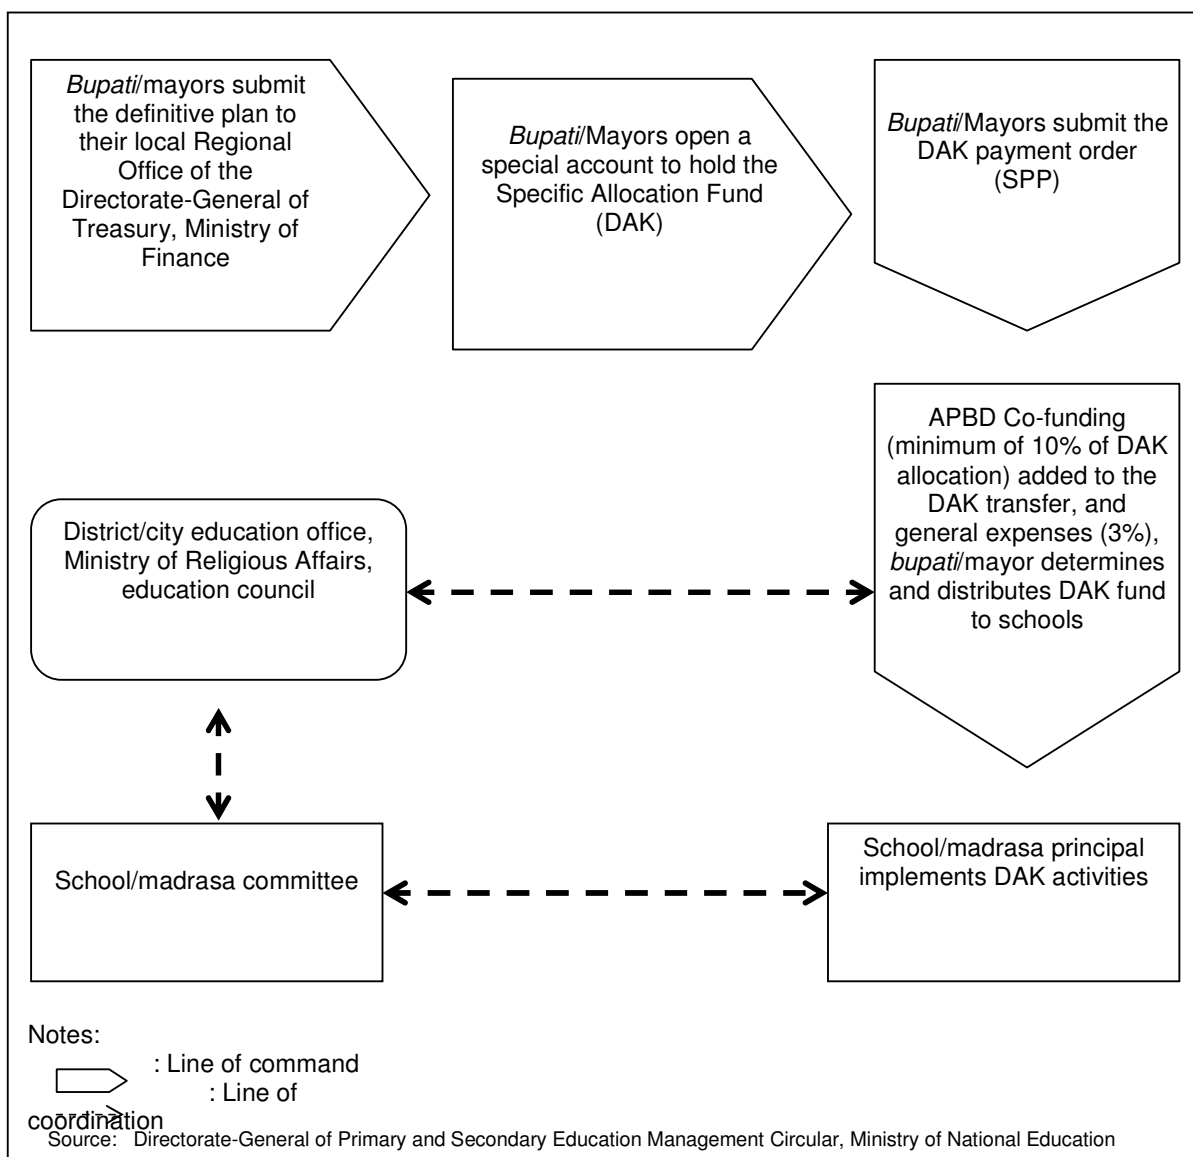 Bupati/mayors submit
the definitive plan to
their local Regional
Office of the
Directorate-General of
Treasury, Ministry of
Finance
Bupati/Mayors open a
special account to hold the
Specific Allocation Fund
(DAK)
Bupati/Mayors submit the
DAK payment order
(SPP)
APBD Co-funding
(minimum of 10% of DAK
allocation) added to the
DAK transfer, and
general expenses (3%),
bupati/mayor determines
and distributes DAK fund
to schools
District/city education office,
Ministry of Religious Affairs,
education council
School/madrasa committee
School/madrasa principal
implements DAK activities
Notes:
: Line of command
: Line of
coordination
Source: Directorate-General of Primary and Secondary Education Management Circular, Ministry of National Education